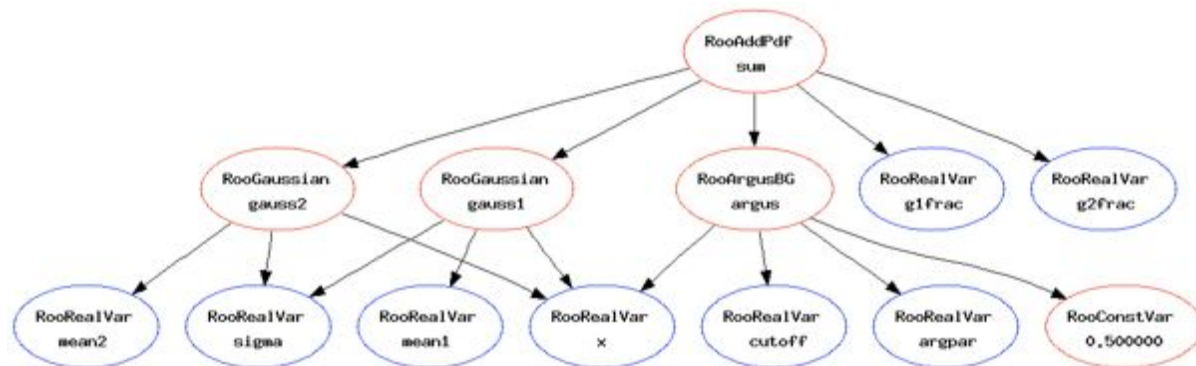 RooAddPdf
sum
RooGaussian
gauss2
RooGaussian
gauss1
RooArgusBG
argus
RooRealVar
g1frac
RooRealVar
g2frac
RooRealVar
mean2
RooRealVar
sigma
RooRealVar
mean1
RooRealVar
x
RooRealVar
cutoff
RooRealVar
argpar
RooConstVar
0.500000